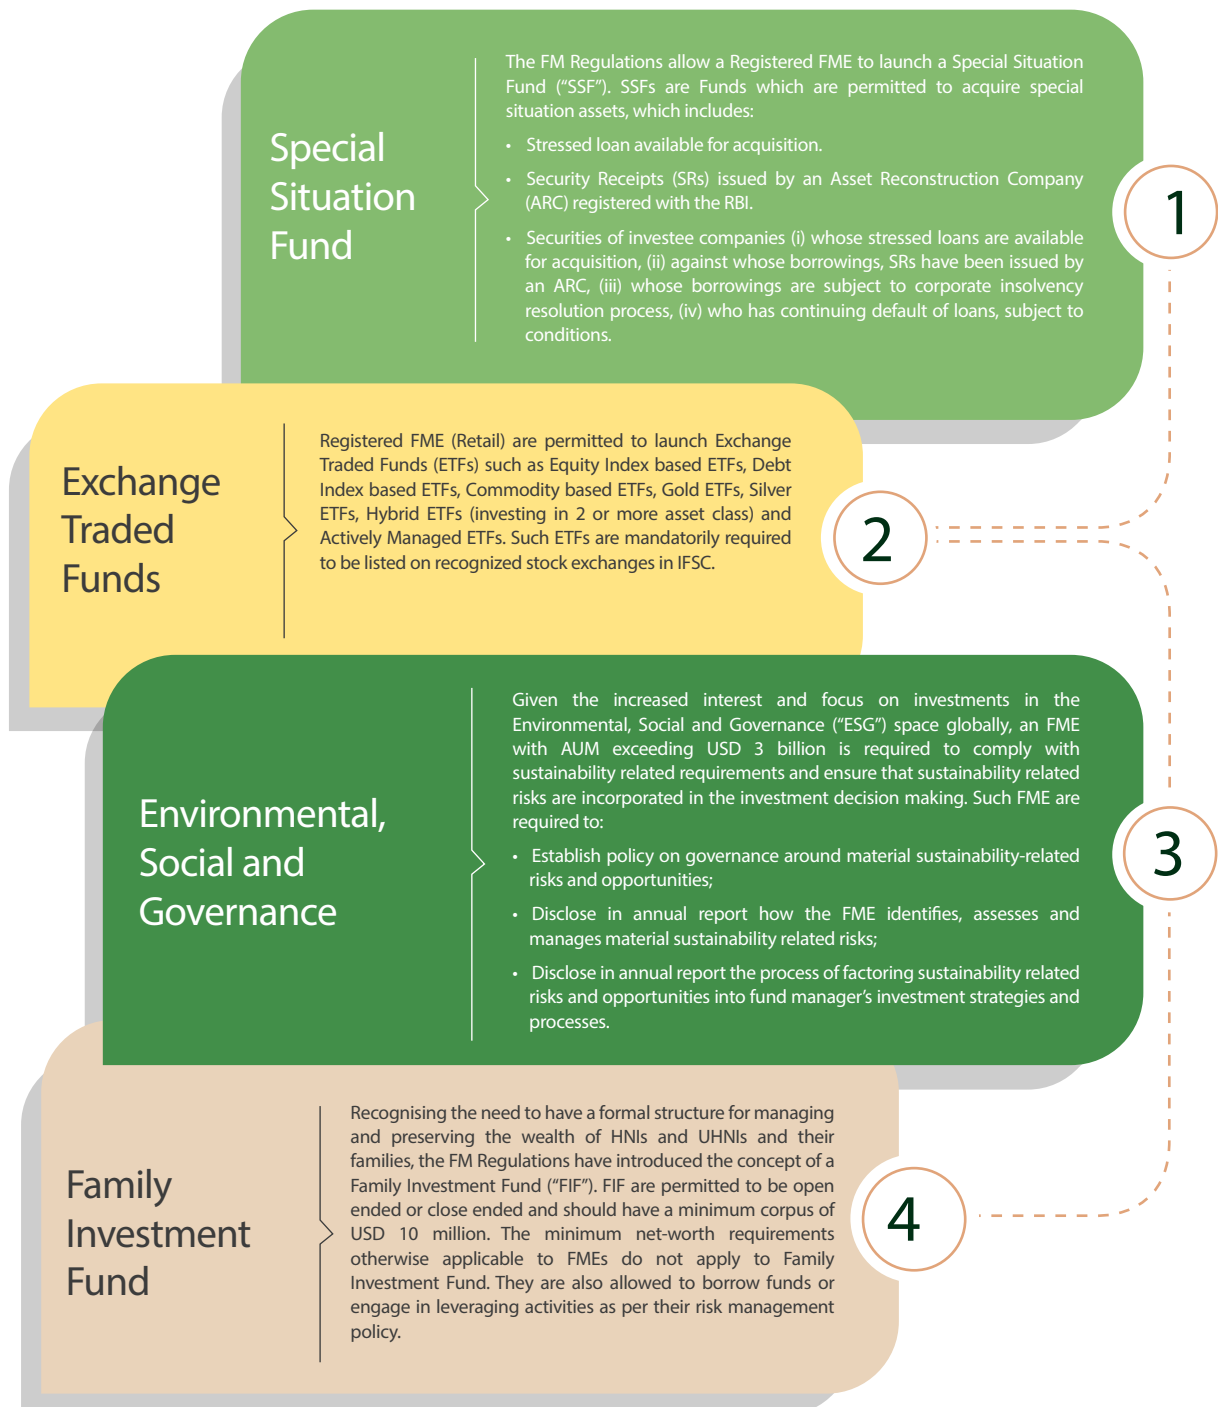 Special
Situation
Fund
The FM Regulations allow a Registered FME to launch a Special Situation
Fund (“SSF”). SSFs are Funds which are permitted to acquire special
situation assets, which includes:
• Stressed loan available for acquisition.
• Security Receipts (SRs) issued by an Asset Reconstruction Company
(ARC) registered with the RBI.
• Securities of investee companies (i) whose stressed loans are available
for acquisition, (ii) against whose borrowings, SRs have been issued by
an ARC, (iii) whose borrowings are subject to corporate insolvency
resolution process, (iv) who has continuing default of loans, subject to
conditions.
1
Exchange
Traded
Funds
Registered FME (Retail) are permitted to launch Exchange
Traded Funds (ETFs) such as Equity Index based ETFs, Debt
Index based ETFs, Commodity based ETFs, Gold ETFs, Silver
ETFs, Hybrid ETFs (investing in 2 or more asset class) and
Actively Managed ETFs. Such ETFs are mandatorily required
to be listed on recognized stock exchanges in IFSC.
2
Environmental,
Social and
Governance
Given the increased interest and focus on investments in the
Environmental, Social and Governance (“ESG”) space globally, an FME
with AUM exceeding USD 3 billion is required to comply with
sustainability related requirements and ensure that sustainability related
risks are incorporated in the investment decision making. Such FME are
required to:
• Establish policy on governance around material sustainability-related
risks and opportunities;
• Disclose in annual report how the FME identifies, assesses and
manages material sustainability related risks;
• Disclose in annual report the process of factoring sustainability related
risks and opportunities into fund manager’s investment strategies and
processes.
3
Family
Investment
Fund
Recognising the need to have a formal structure for managing
and preserving the wealth of HNIs and UHNIs and their
families, the FM Regulations have introduced the concept of a
Family Investment Fund (“FIF”). FIF are permitted to be open
ended or close ended and should have a minimum corpus of
USD 10 million. The minimum net-worth requirements
otherwise applicable to FMEs do not apply to Family
Investment Fund. They are also allowed to borrow funds or
engage in leveraging activities as per their risk management
policy.
4